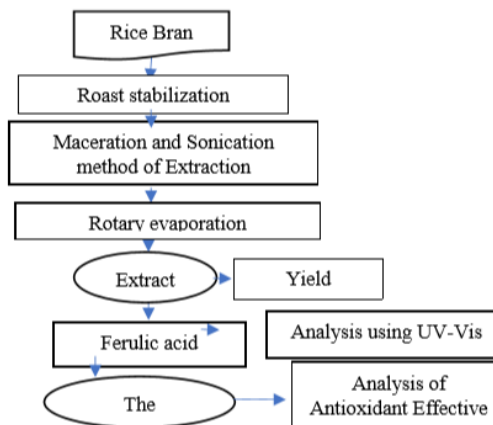 Rice Bran
Roast stabilization
Maceration and Sonication
method of Extraction
Rotary evaporation
Extract
Yield
Ferulic acid
Analysis using UV-Vis
The
Analysis of
Antioxidant Effective